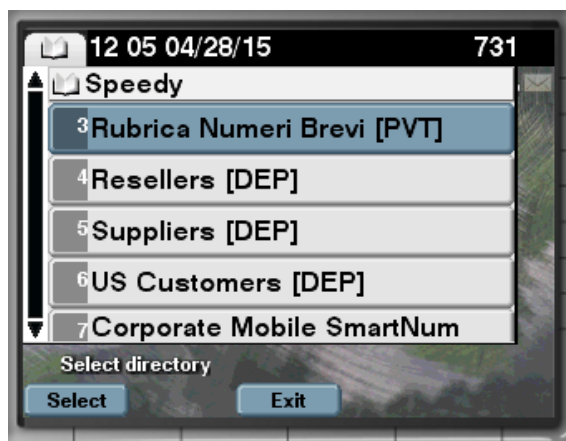 12 05 04/28/15 731
Speedy
3 Rubrica Numeri Brevi [PVT]
4 Resellers [DEP]
5 Suppliers [DEP]
6 US Customers [DEP]
7 Corporate Mobile SmartNum
Select directory
Select Exit